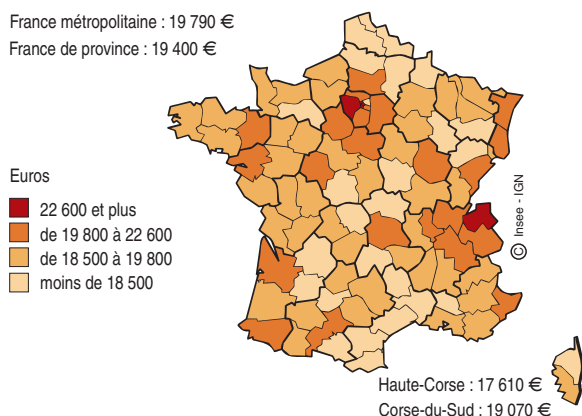 France métropolitaine : 19 790 €
France de province : 19 400 €
Euros
22 600 et plus
de 19 800 à 22 600
de 18 500 à 19 800
moins de 18 500
© Insee - IGN
Haute-Corse : 17 610 €
Corse-du-Sud : 19 070 €